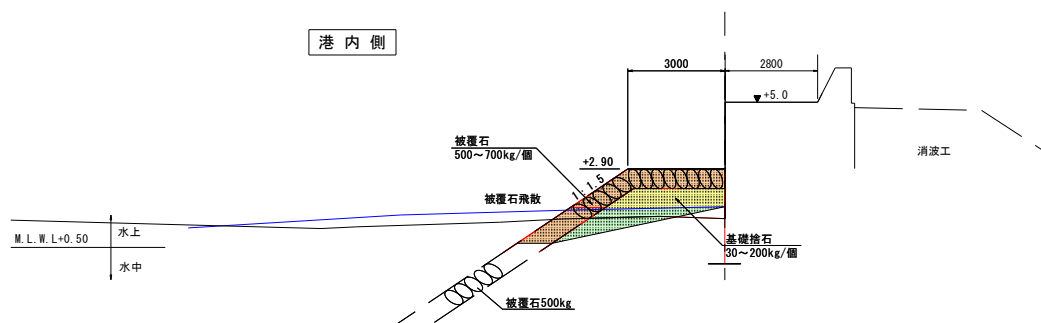 港内側
3000
2800
+5.0
消波工
被覆石
500～700kg/個
+2.90
1:1.5
被覆石飛散
水上
M.L.W.L+0.50
水中
基礎捨石
30～200kg/個
被覆石500kg